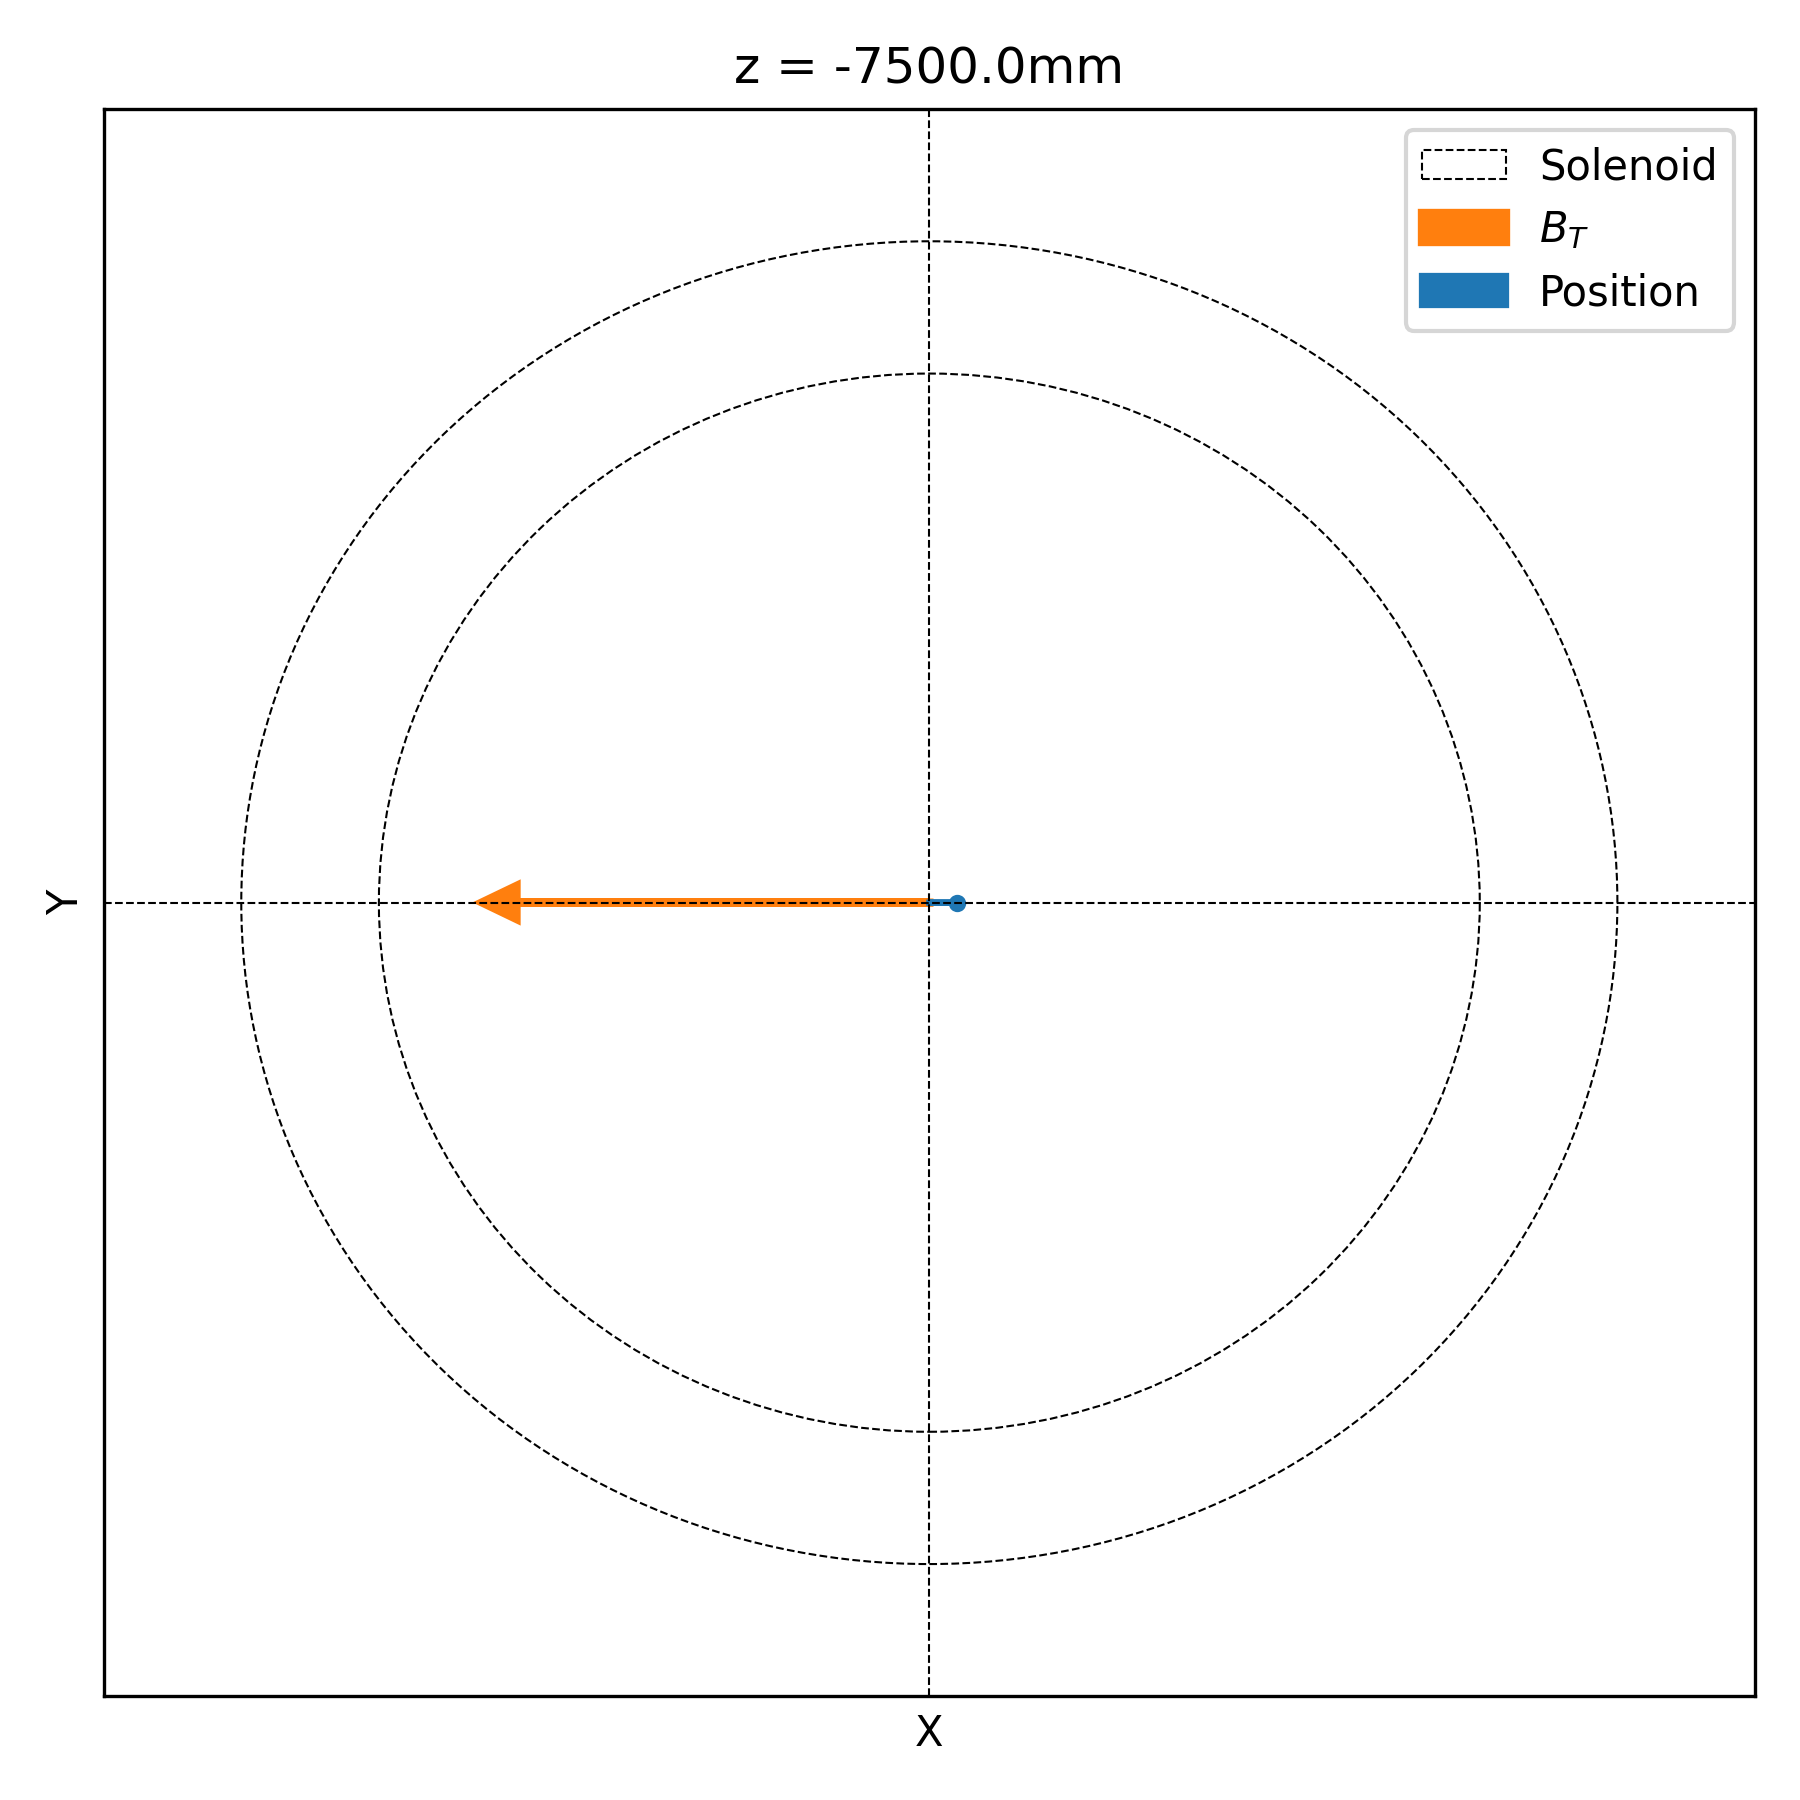 z = -7500.0mm
Solenoid
B_T
Position
Y
X